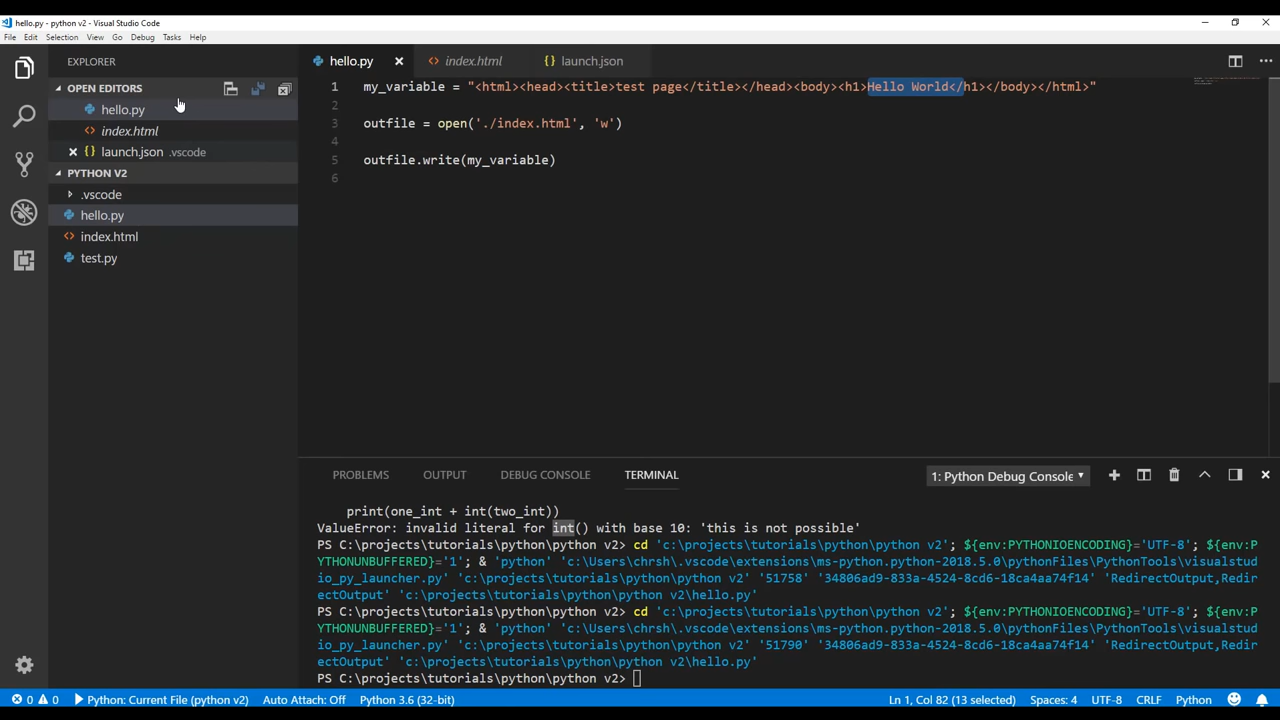 hello.py - python v2 - Visual Studio Code
File Edit Selection View Go Debug Tasks Help
EXPLORER
OPEN EDITORS
hello.py
index.html
launch.json .vscode
PYTHON V2
.vscode
hello.py
index.html
test.py
hello.py index.html launch.json
1 my_variable = "<html><head><title>test page</title></head><body><h1>Hello World</h1></body></html>"
2
3 outfile = open('./index.html', 'w')
4
5 outfile.write(my_variable)
6
PROBLEMS OUTPUT DEBUG CONSOLE TERMINAL 1: Python Debug Console
print(one_int + int(two_int))
ValueError: invalid literal for int() with base 10: 'this is not possible'
PS C:\projects\tutorials\python\python v2> cd 'c:\projects\tutorials\python\python v2'; ${env:PYTHONIOENCODING}='UTF-8'; ${env:P
YTHONUNBUFFERED}='1'; & 'python' 'c:\Users\chrsh\.vscode\extensions\ms-python.python-2018.5.0\pythonFiles\PythonTools\visualstud
io_py_launcher.py' 'c:\projects\tutorials\python\python v2' '51758' '34806ad9-833a-4524-8cd6-18ca4aa74f14' 'RedirectOutput,Redir
ectOutput' 'c:\projects\tutorials\python\python v2\hello.py'
PS C:\projects\tutorials\python\python v2> cd 'c:\projects\tutorials\python\python v2'; ${env:PYTHONIOENCODING}='UTF-8'; ${env:P
YTHONUNBUFFERED}='1'; & 'python' 'c:\Users\chrsh\.vscode\extensions\ms-python.python-2018.5.0\pythonFiles\PythonTools\visualstud
io_py_launcher.py' 'c:\projects\tutorials\python\python v2' '51790' '34806ad9-833a-4524-8cd6-18ca4aa74f14' 'RedirectOutput,Redir
ectOutput' 'c:\projects\tutorials\python\python v2\hello.py'
PS C:\projects\tutorials\python\python v2>
0 0 Python: Current File (python v2) Auto Attach: Off Python 3.6 (32-bit) Ln 1, Col 82 (13 selected) Spaces: 4 UTF-8 CRLF Python